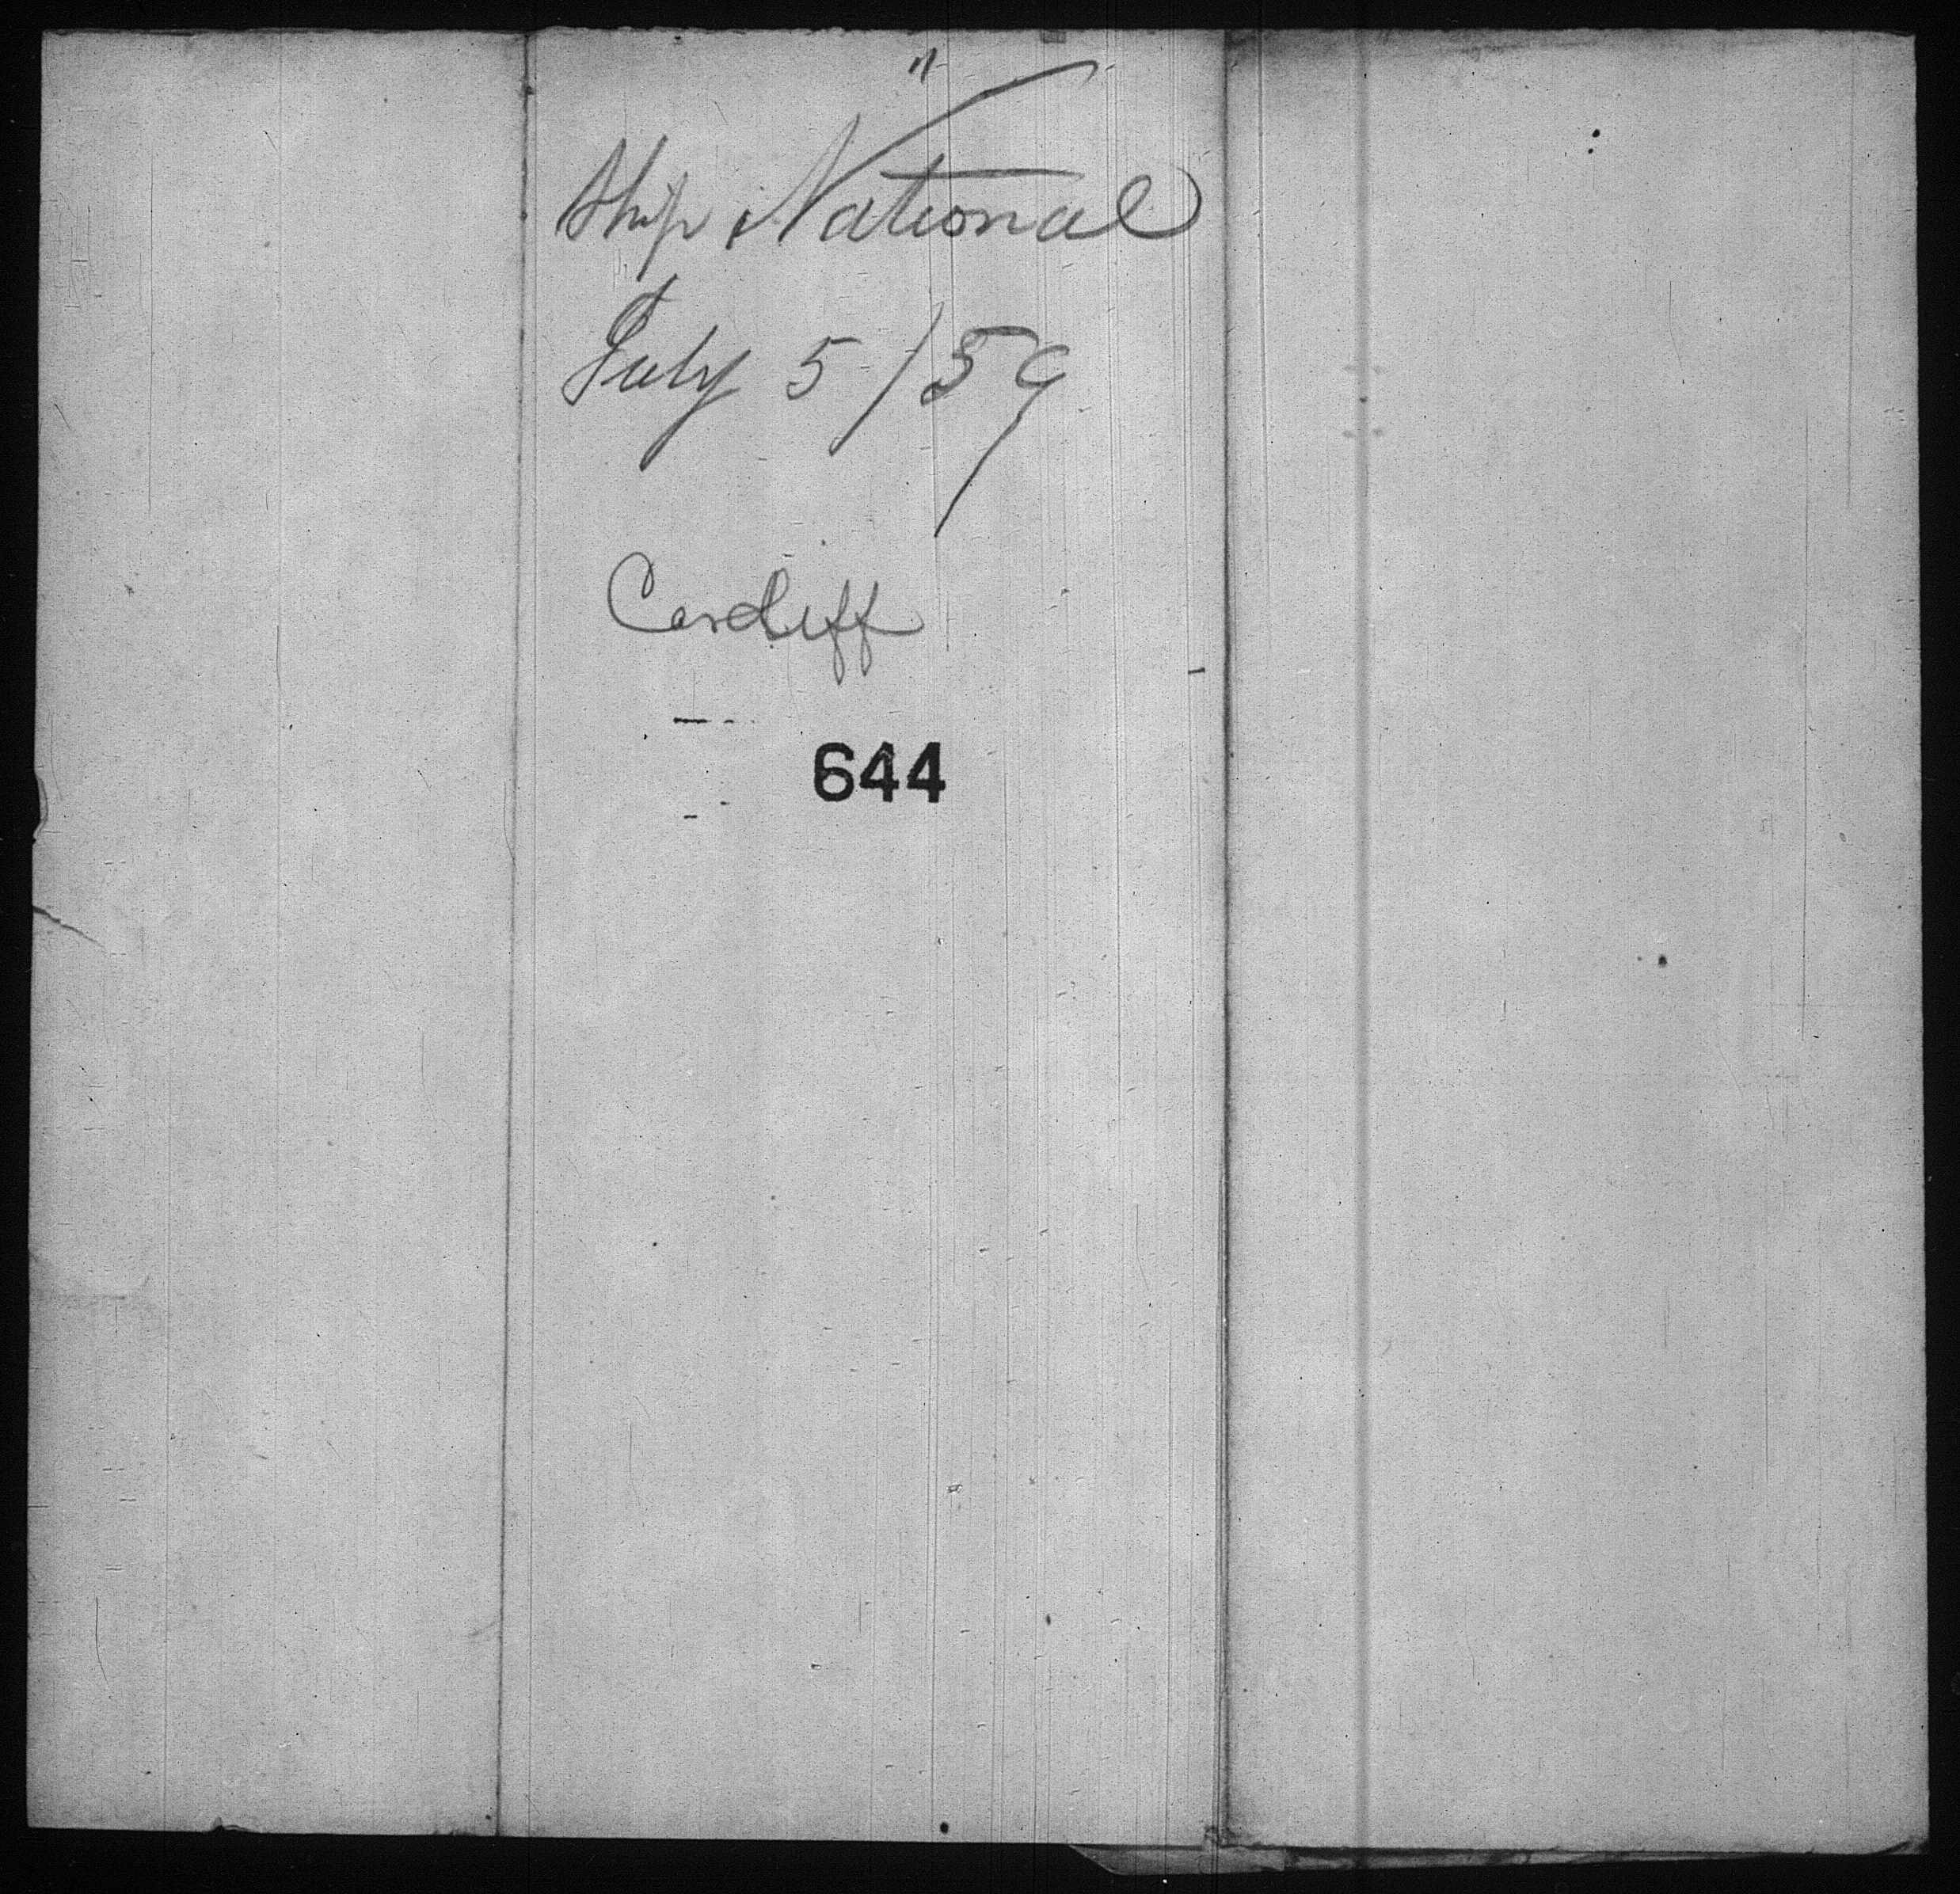 Ship National
July 5/59
Cardiff
644